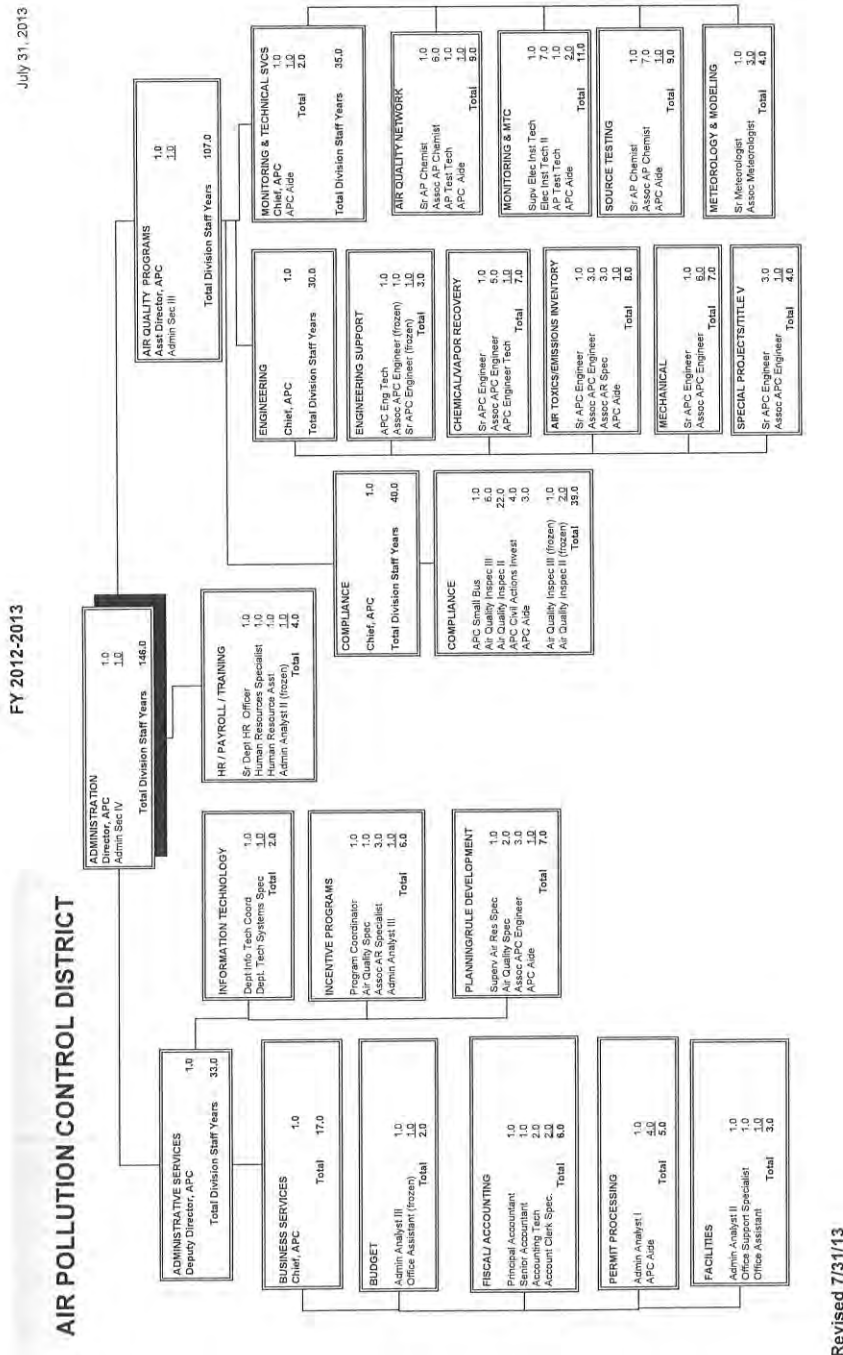 July 31, 2013
FY 2012-2013
AIR POLLUTION CONTROL DISTRICT
ADMINISTRATION
Director, APC 1.0
Admin Sec IV 1.0
Total Division Staff Years 146.0
ADMINISTRATIVE SERVICES
Deputy Director, APC 1.0
Total Division Staff Years 33.0
BUSINESS SERVICES
Chief, APC 1.0
Total 17.0
BUDGET
Admin Analyst III 1.0
Office Assistant (frozen) 1.0
Total 2.0
FISCAL/ ACCOUNTING
Principal Accountant 1.0
Senior Accountant 1.0
Accounting Tech 2.0
Account Clerk Spec. 2.0
Total 6.0
PERMIT PROCESSING
Admin Analyst I 1.0
APC Aide 4.0
Total 5.0
FACILITIES
Admin Analyst II 1.0
Office Support Specialist 1.0
Office Assistant 1.0
Total 3.0
INFORMATION TECHNOLOGY
Dept Info Tech Coord 1.0
Dept. Tech Systems Spec 1.0
Total 2.0
INCENTIVE PROGRAMS
Program Coordinator 1.0
Air Quality Spec 1.0
Assoc AR Specialist 3.0
Admin Analyst III 1.0
Total 6.0
PLANNING/RULE DEVELOPMENT
Superv Air Res Spec 1.0
Air Quality Spec 2.0
Assoc APC Engineer 3.0
APC Aide 1.0
Total 7.0
HR / PAYROLL / TRAINING
Sr Dept HR Officer 1.0
Human Resources Specialist 1.0
Human Resource Asst 1.0
Admin Analyst II (frozen) 1.0
Total 4.0
AIR QUALITY PROGRAMS
Asst Director, APC 1.0
Admin Sec III 1.0
Total Division Staff Years 107.0
COMPLIANCE
Chief, APC 1.0
Total Division Staff Years 40.0
COMPLIANCE
APC Small Bus 1.0
Air Quality Inspec III 6.0
Air Quality Inspec II 22.0
APC Civil Actions Invest 4.0
APC Aide 3.0
Air Quality Inspec III (frozen) 1.0
Air Quality Inspec II (frozen) 2.0
Total 39.0
ENGINEERING
Chief, APC 1.0
Total Division Staff Years 30.0
ENGINEERING SUPPORT
APC Eng Tech 1.0
Assoc APC Engineer (frozen) 1.0
Sr APC Engineer (frozen) 1.0
Total 3.0
CHEMICAL/VAPOR RECOVERY
Sr APC Engineer 1.0
Assoc APC Engineer 5.0
APC Engineer Tech 1.0
Total 7.0
AIR TOXICS/EMISSIONS INVENTORY
Sr APC Engineer 1.0
Assoc APC Engineer 3.0
Assoc AR Spec 3.0
APC Aide 1.0
Total 8.0
MECHANICAL
Sr APC Engineer 1.0
Assoc APC Engineer 6.0
Total 7.0
SPECIAL PROJECTS/TITLE V
Sr APC Engineer 3.0
Assoc APC Engineer 1.0
Total 4.0
MONITORING & TECHNICAL SVCS
Chief, APC 1.0
APC Aide 1.0
Total 2.0
Total Division Staff Years 35.0
AIR QUALITY NETWORK
Sr AP Chemist 1.0
Assoc AP Chemist 6.0
AP Test Tech 1.0
APC Aide 1.0
Total 9.0
MONITORING & MTC
Supv Elec Inst Tech 1.0
Elec Inst Tech II 7.0
AP Test Tech 1.0
APC Aide 2.0
Total 11.0
SOURCE TESTING
Sr AP Chemist 1.0
Assoc AP Chemist 7.0
APC Aide 1.0
Total 9.0
METEOROLOGY & MODELING
Sr Meteorologist 1.0
Assoc Meteorologist 3.0
Total 4.0
Revised 7/31/13